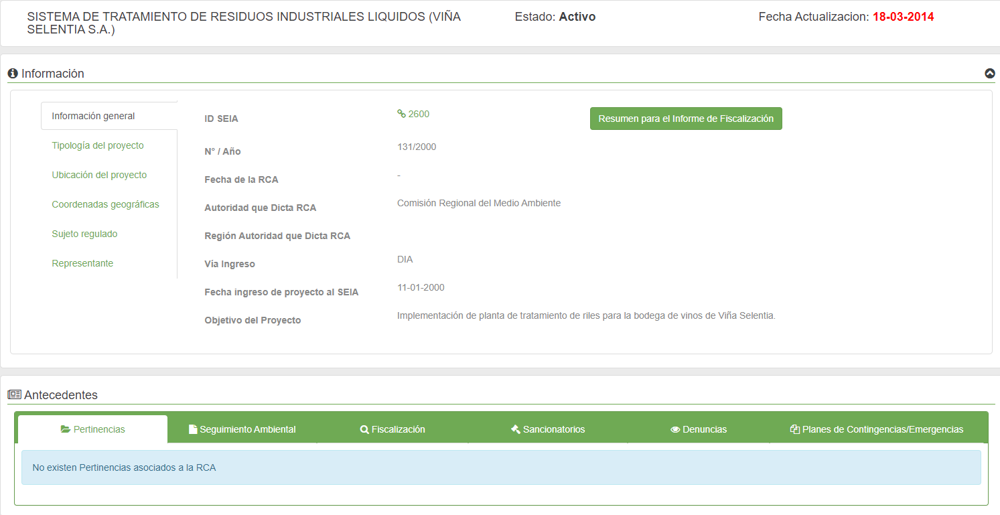 SISTEMA DE TRATAMIENTO DE RESIDUOS INDUSTRIALES LIQUIDOS (VIÑA
SELENTIA S.A.)
Estado: Activo
Fecha Actualizacion: 18-03-2014
Información
Información general
Tipología del proyecto
Ubicación del proyecto
Coordenadas geográficas
Sujeto regulado
Representante
ID SEIA 2600
Resumen para el Informe de Fiscalización
N° / Año 131/2000
Fecha de la RCA -
Autoridad que Dicta RCA Comisión Regional del Medio Ambiente
Región Autoridad que Dicta RCA
Vía Ingreso DIA
Fecha ingreso de proyecto al SEIA 11-01-2000
Objetivo del Proyecto Implementación de planta de tratamiento de riles para la bodega de vinos de Viña Selentia.
Antecedentes
Pertinencias Seguimiento Ambiental Fiscalización Sancionatorios Denuncias Planes de Contingencias/Emergencias
No existen Pertinencias asociados a la RCA